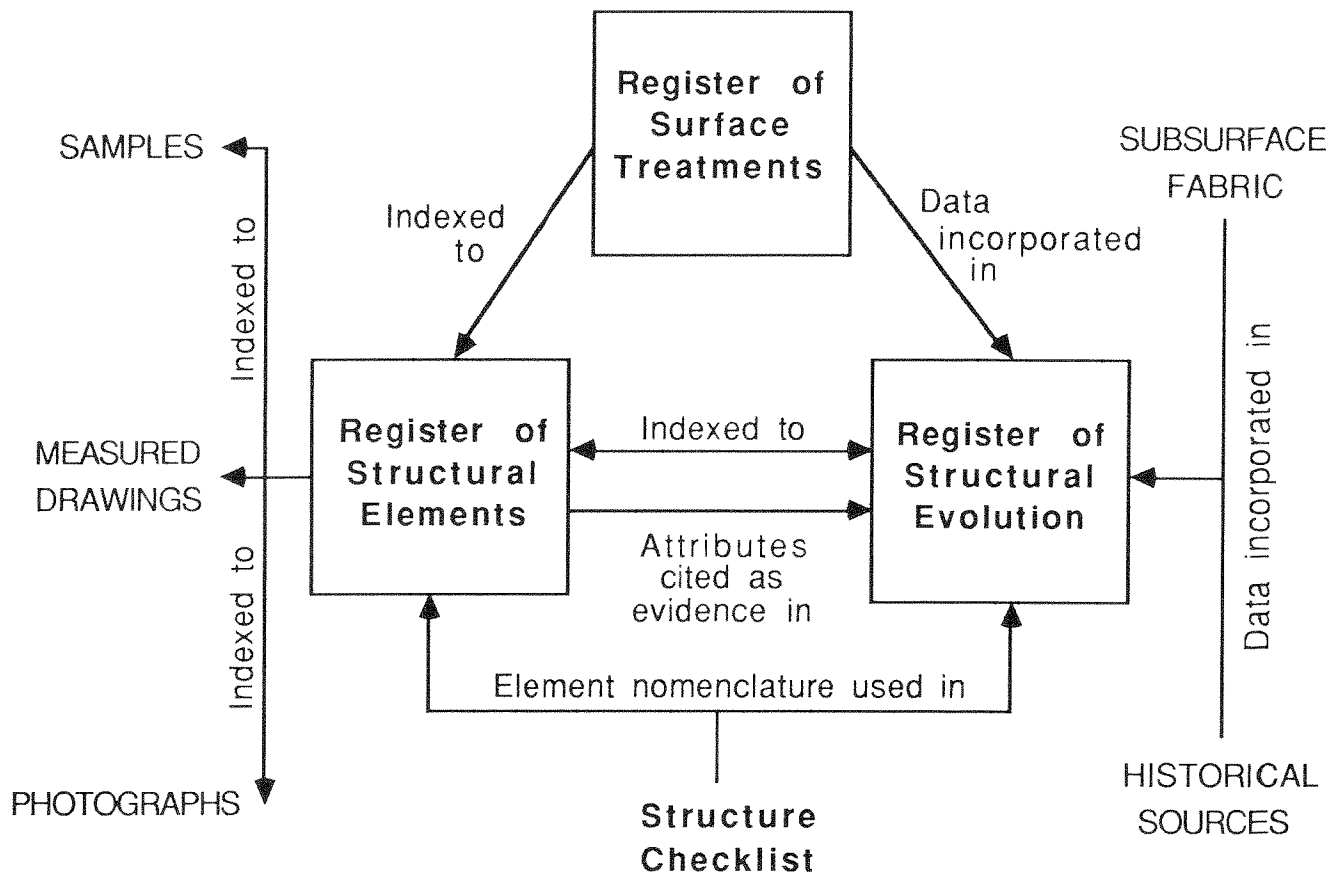 Register of
Surface
Treatments
SAMPLES
SUBSURFACE
FABRIC
Indexed
to
Data
incorporated
in
Indexed to
Data incorporated in
MEASURED
DRAWINGS
Register of
Structural
Elements
Indexed to
Register of
Structural
Evolution
Attributes
cited as
evidence in
Indexed to
Element nomenclature used in
PHOTOGRAPHS
Structure
Checklist
HISTORICAL
SOURCES